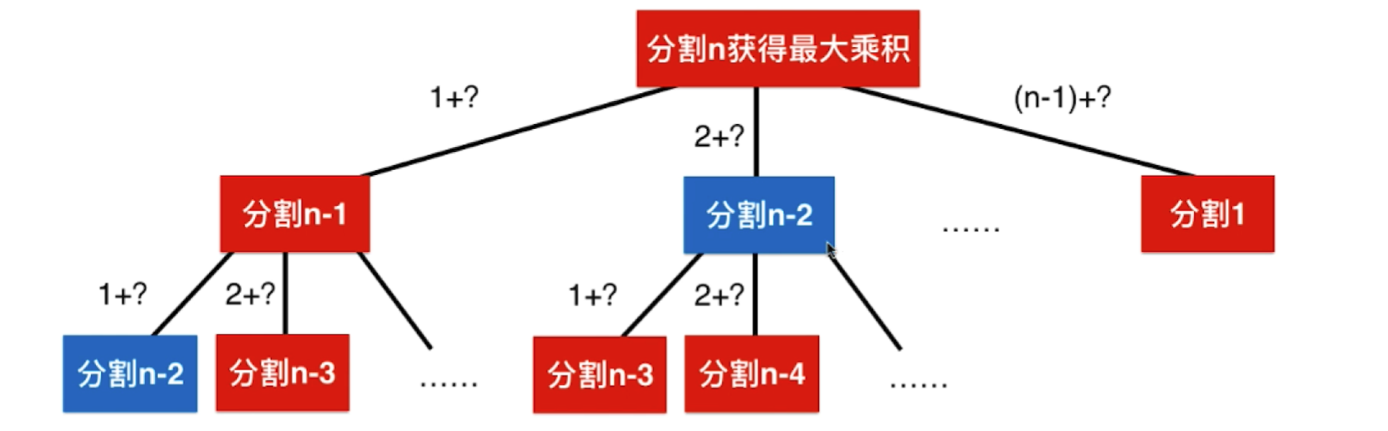 分割n获得最大乘积
1+?
2+?
(n-1)+?
分割n-1
分割n-2
......
分割1
1+?
2+?
1+?
2+?
分割n-2
分割n-3
......
分割n-3
分割n-4
......